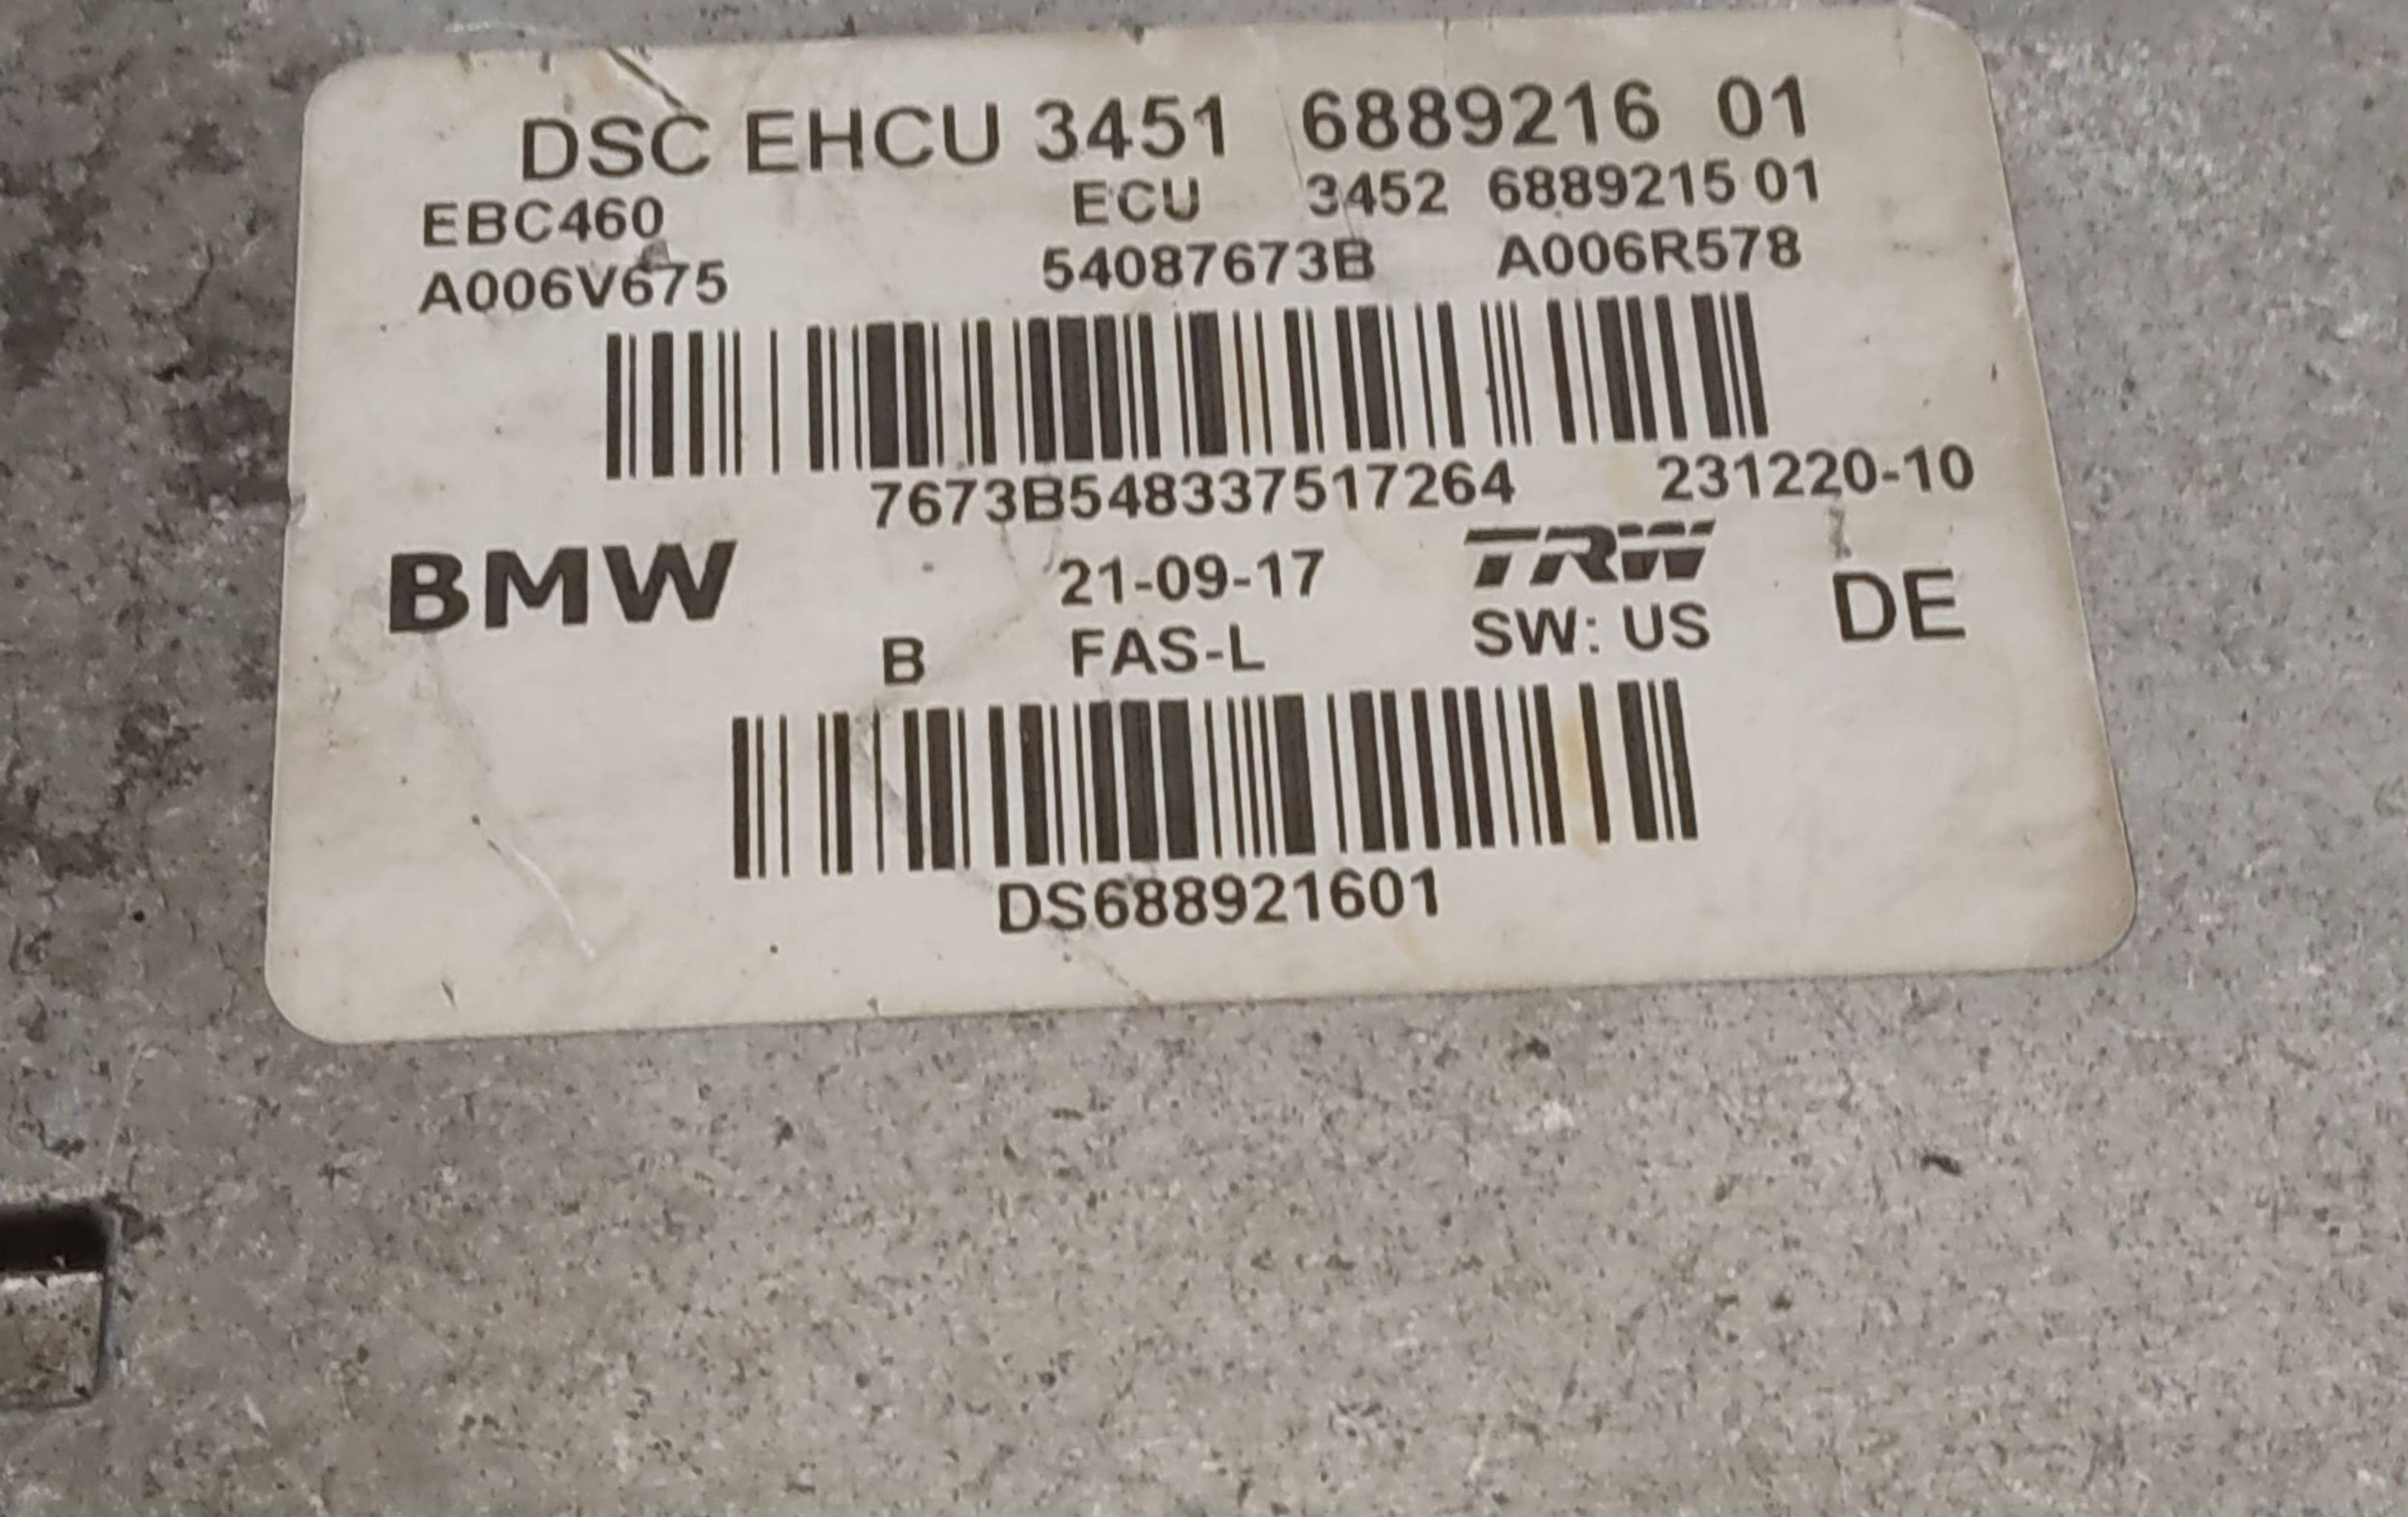 DSC EHCU 3451 6889216 01
EBC460 ECU 3452 6889215 01
A006V675 54087673B A006R578
7673B548337517264 231220-10
BMW 21-09-17 TRW DE
B FAS-L SW: US
DS688921601